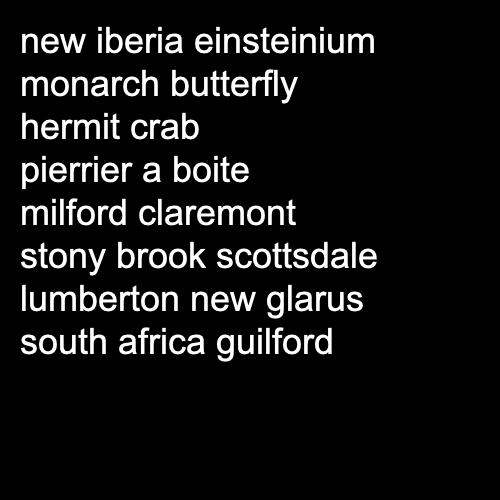 new iberia einsteinium
monarch butterfly
hermit crab
pierrier a boite
milford claremont
stony brook scottsdale
lumberton new glarus
south africa guilford